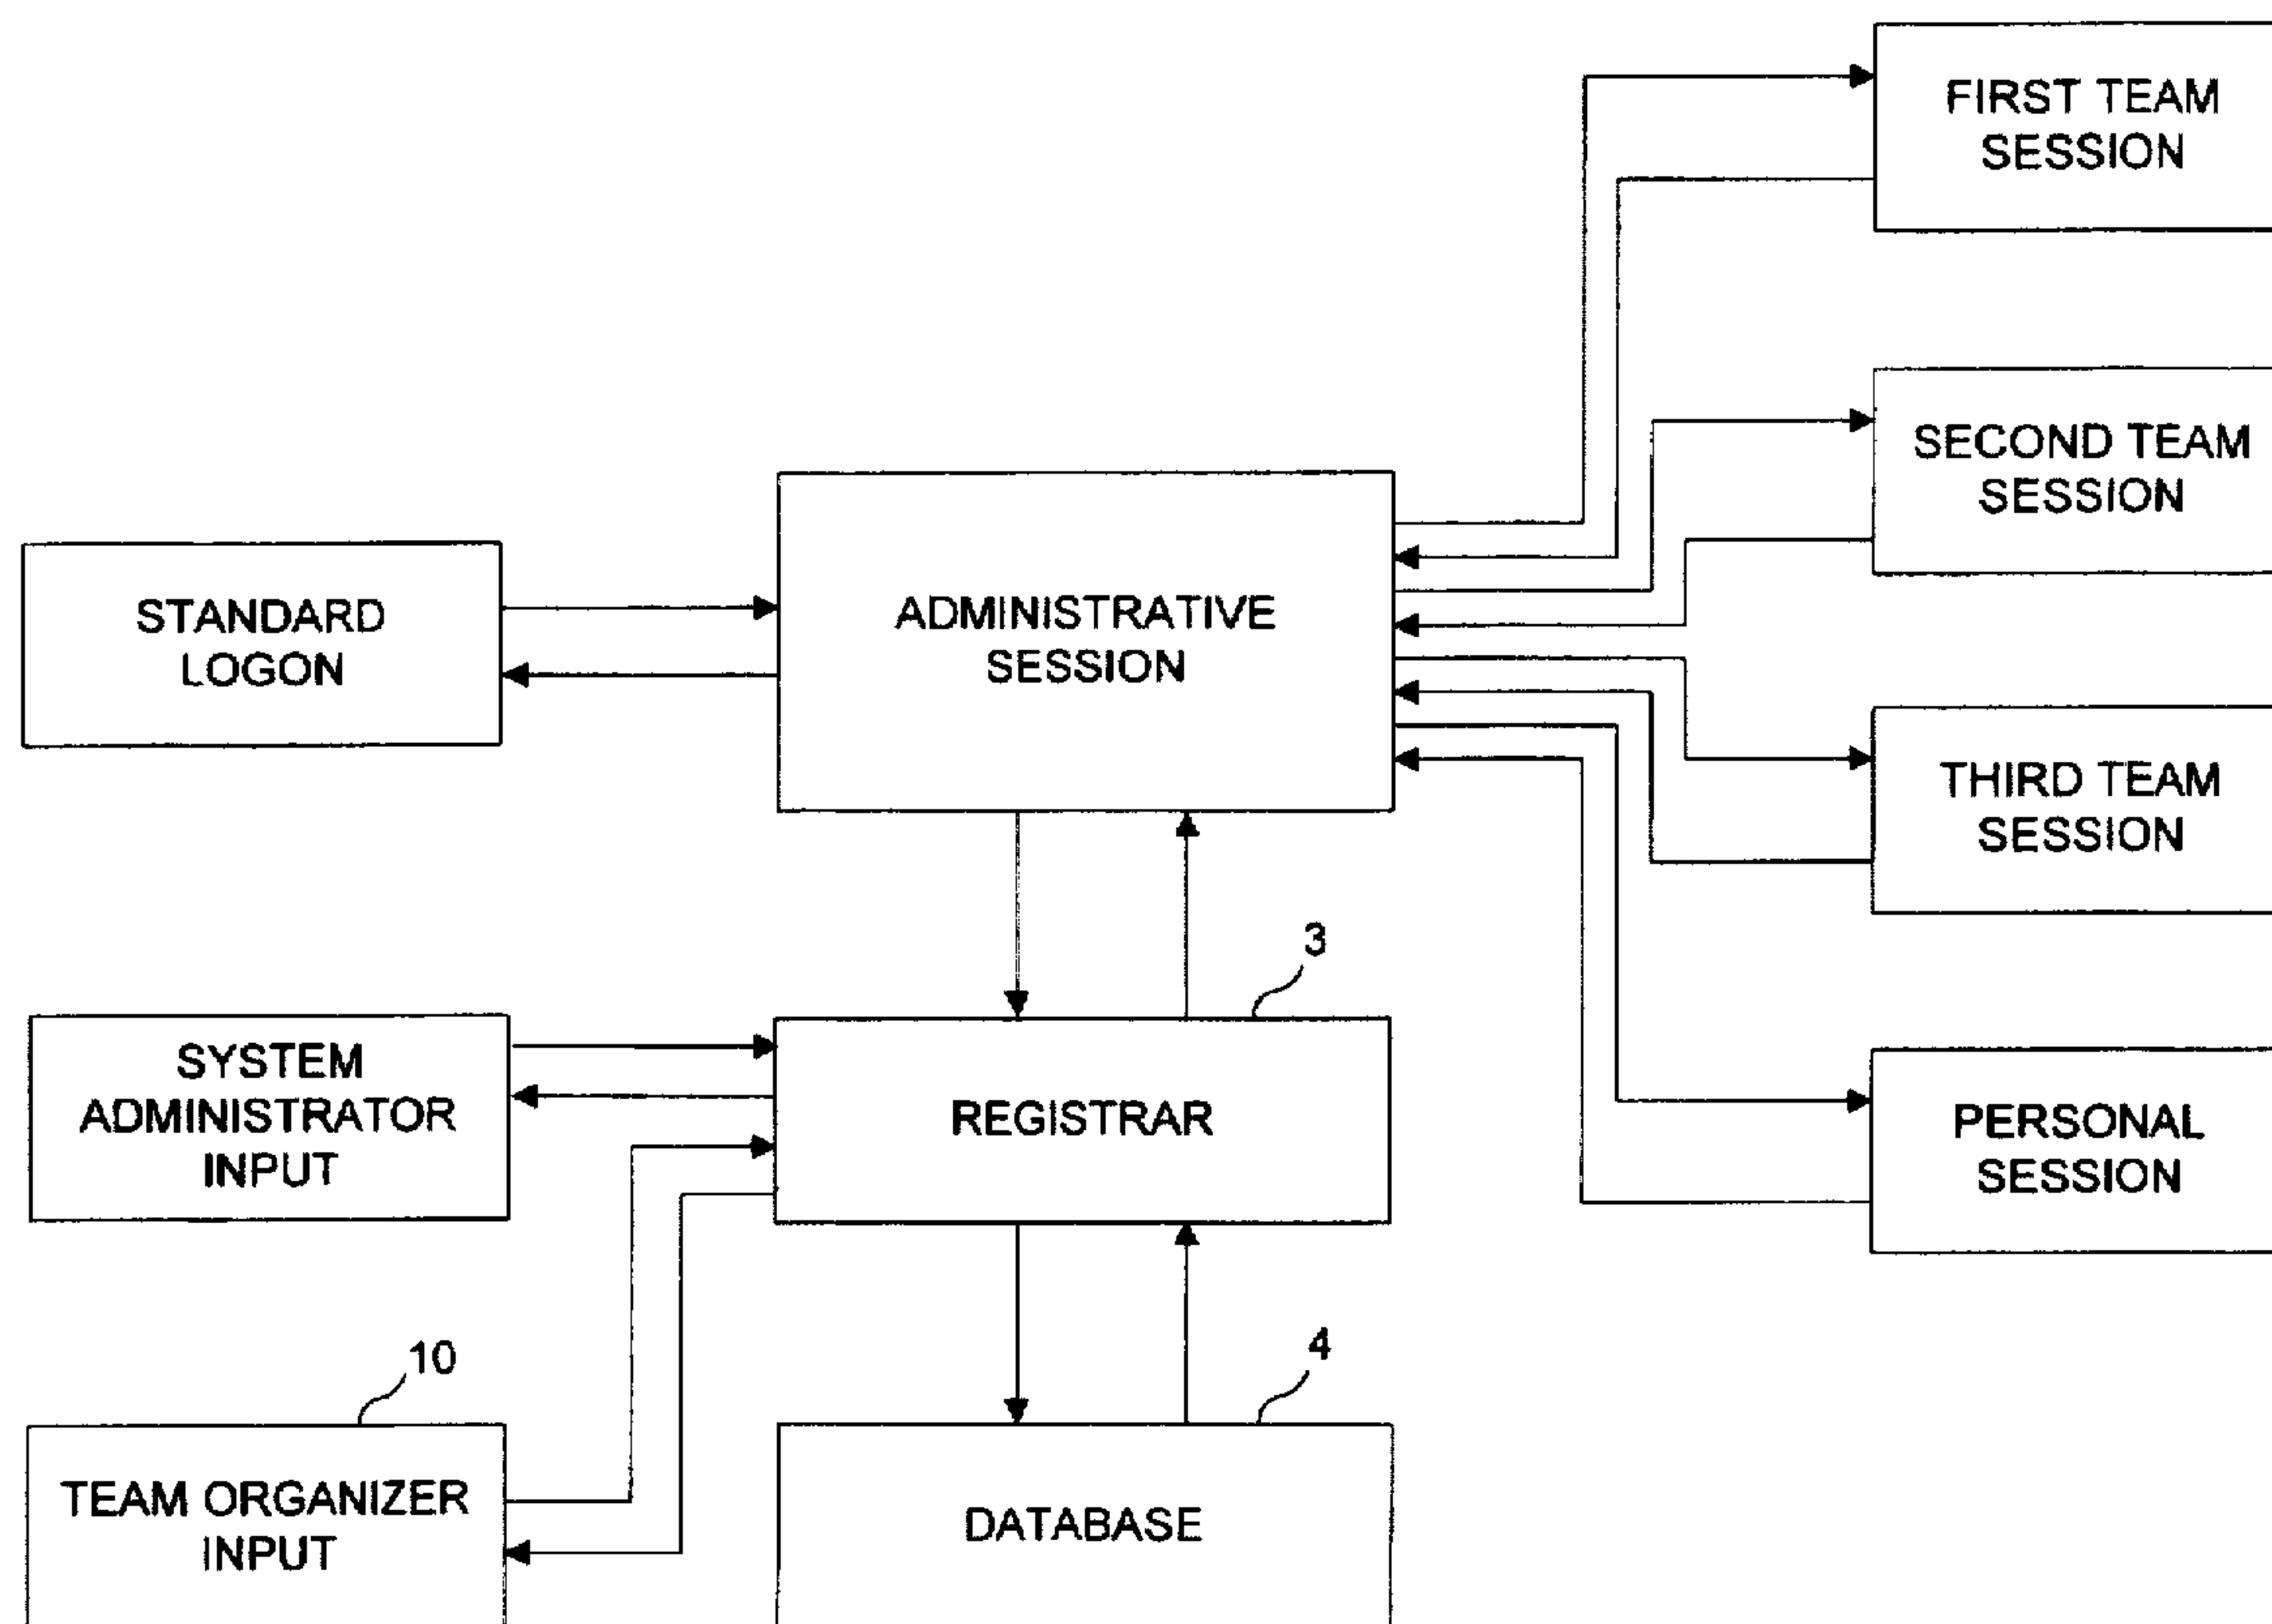 FIRST TEAM
SESSION
SECOND TEAM
SESSION
STANDARD
LOGON
ADMINISTRATIVE
SESSION
THIRD TEAM
SESSION
3
SYSTEM
ADMINISTRATOR
INPUT
REGISTRAR
PERSONAL
SESSION
10
4
TEAM ORGANIZER
INPUT
DATABASE